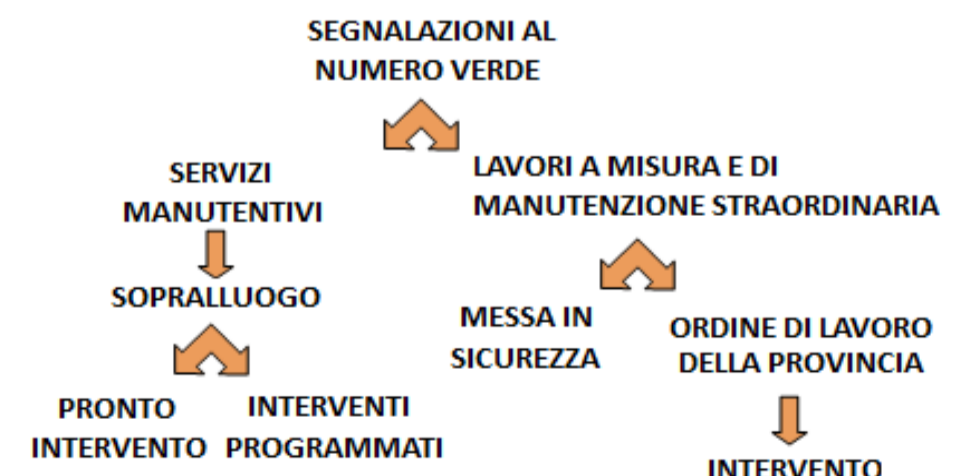 SEGNALAZIONI AL
NUMERO VERDE
SERVIZI
MANUTENTIVI
LAVORI A MISURA E DI
MANUTENZIONE STRAORDINARIA
SOPRALLUOGO
MESSA IN
SICUREZZA
ORDINE DI LAVORO
DELLA PROVINCIA
PRONTO
INTERVENTO
INTERVENTI
PROGRAMMATI
INTERVENTO